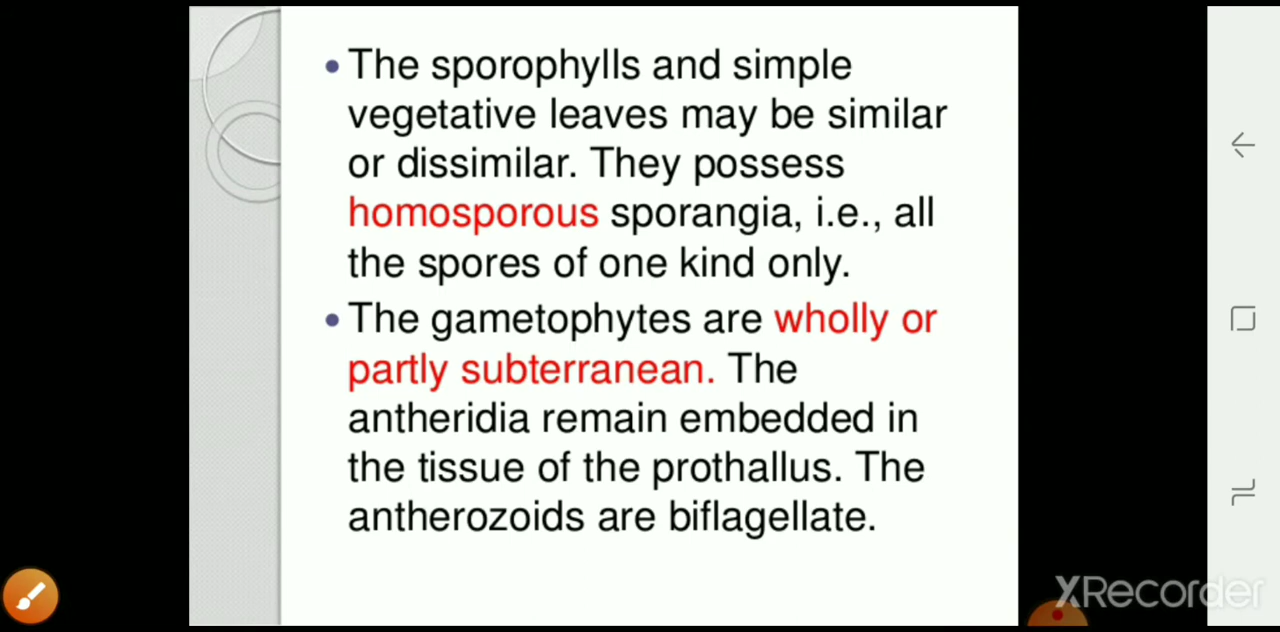 • The sporophylls and simple
vegetative leaves may be similar
or dissimilar. They possess
homosporous sporangia, i.e., all
the spores of one kind only.
• The gametophytes are wholly or
partly subterranean. The
antheridia remain embedded in
the tissue of the prothallus. The
antherozoids are biflagellate.
XRecorder